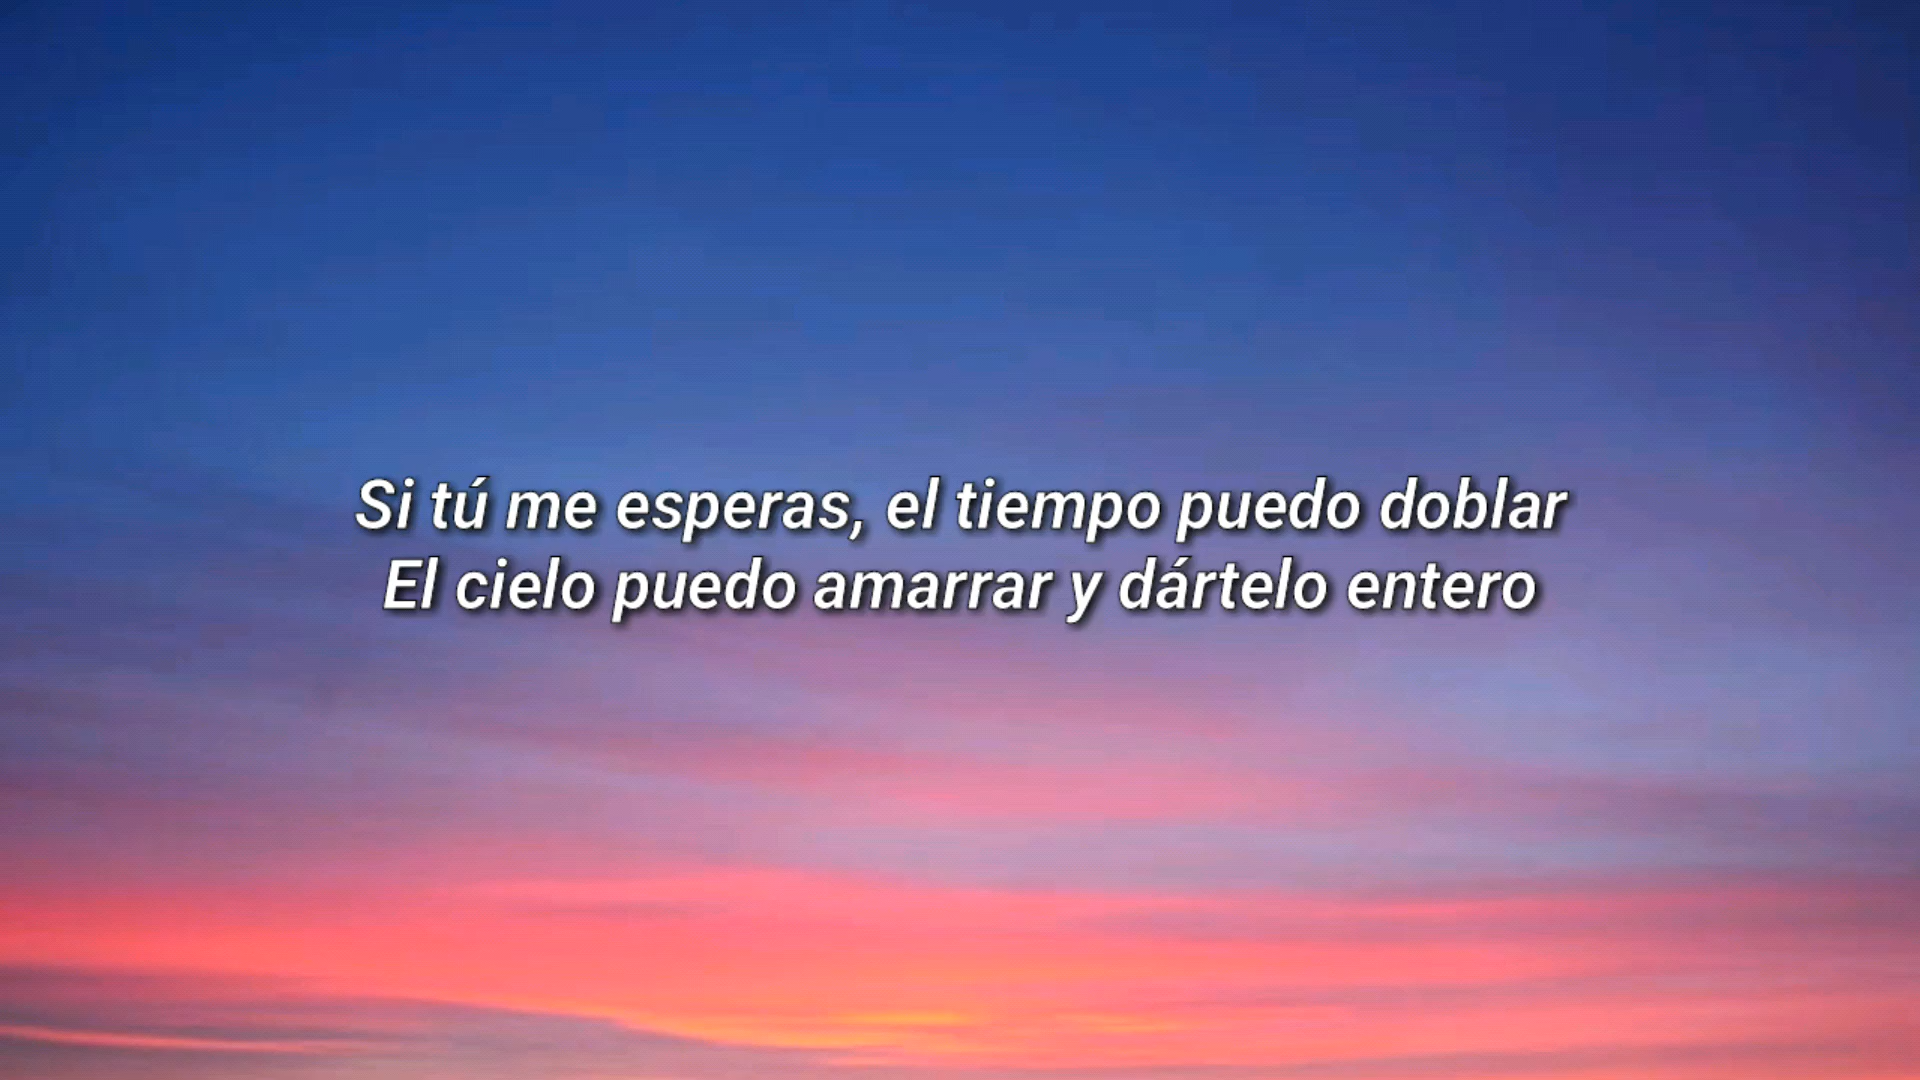 Si tú me esperas, el tiempo puedo doblar
El cielo puedo amarrar y dártelo entero